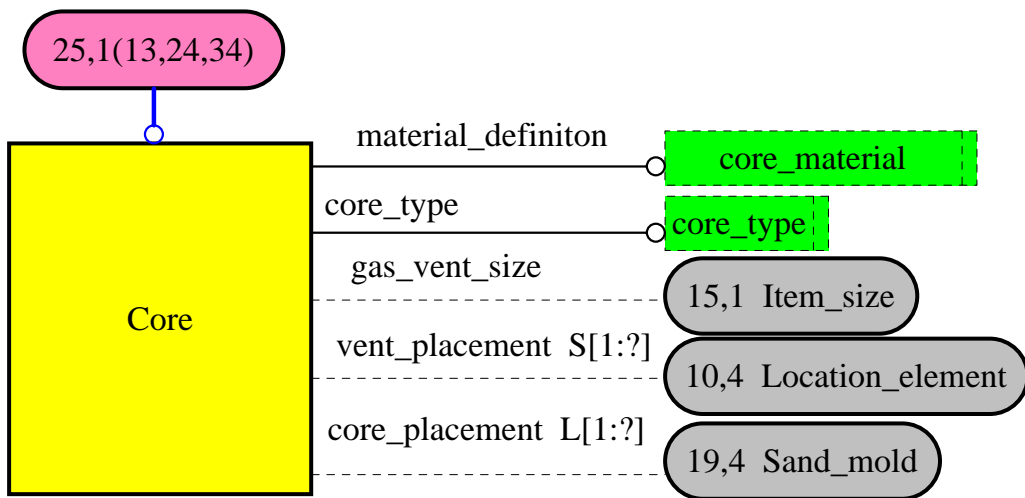 25,1(13,24,34)
material_definiton
core_material
core_type
core_type
gas_vent_size
15,1 Item_size
Core
vent_placement S[1:?]
10,4 Location_element
core_placement L[1:?]
19,4 Sand_mold